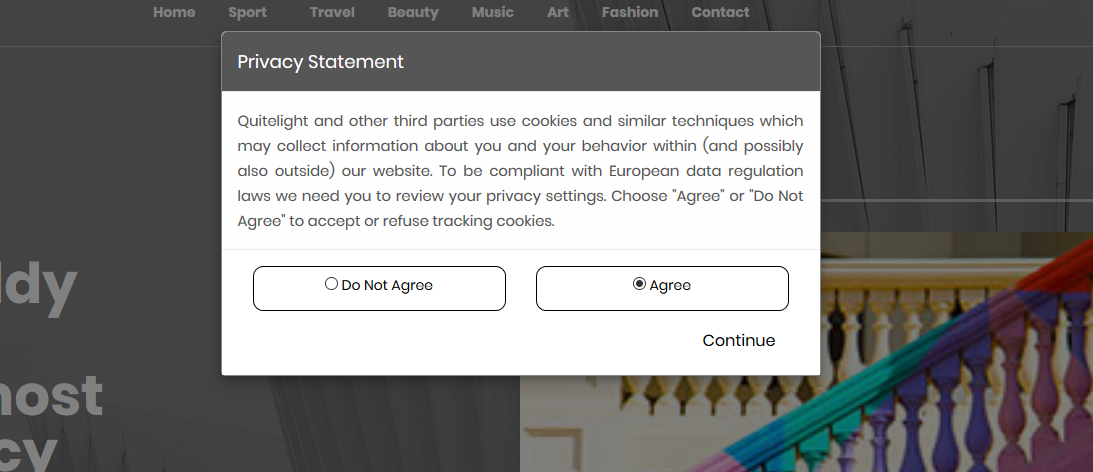 Home Sport Travel Beauty Music Art Fashion Contact
Privacy Statement
Quitelight and other third parties use cookies and similar techniques which
may collect information about you and your behavior within (and possibly
also outside) our website. To be compliant with European data regulation
laws we need you to review your privacy settings. Choose "Agree" or "Do Not
Agree" to accept or refuse tracking cookies.
Do Not Agree Agree
Continue